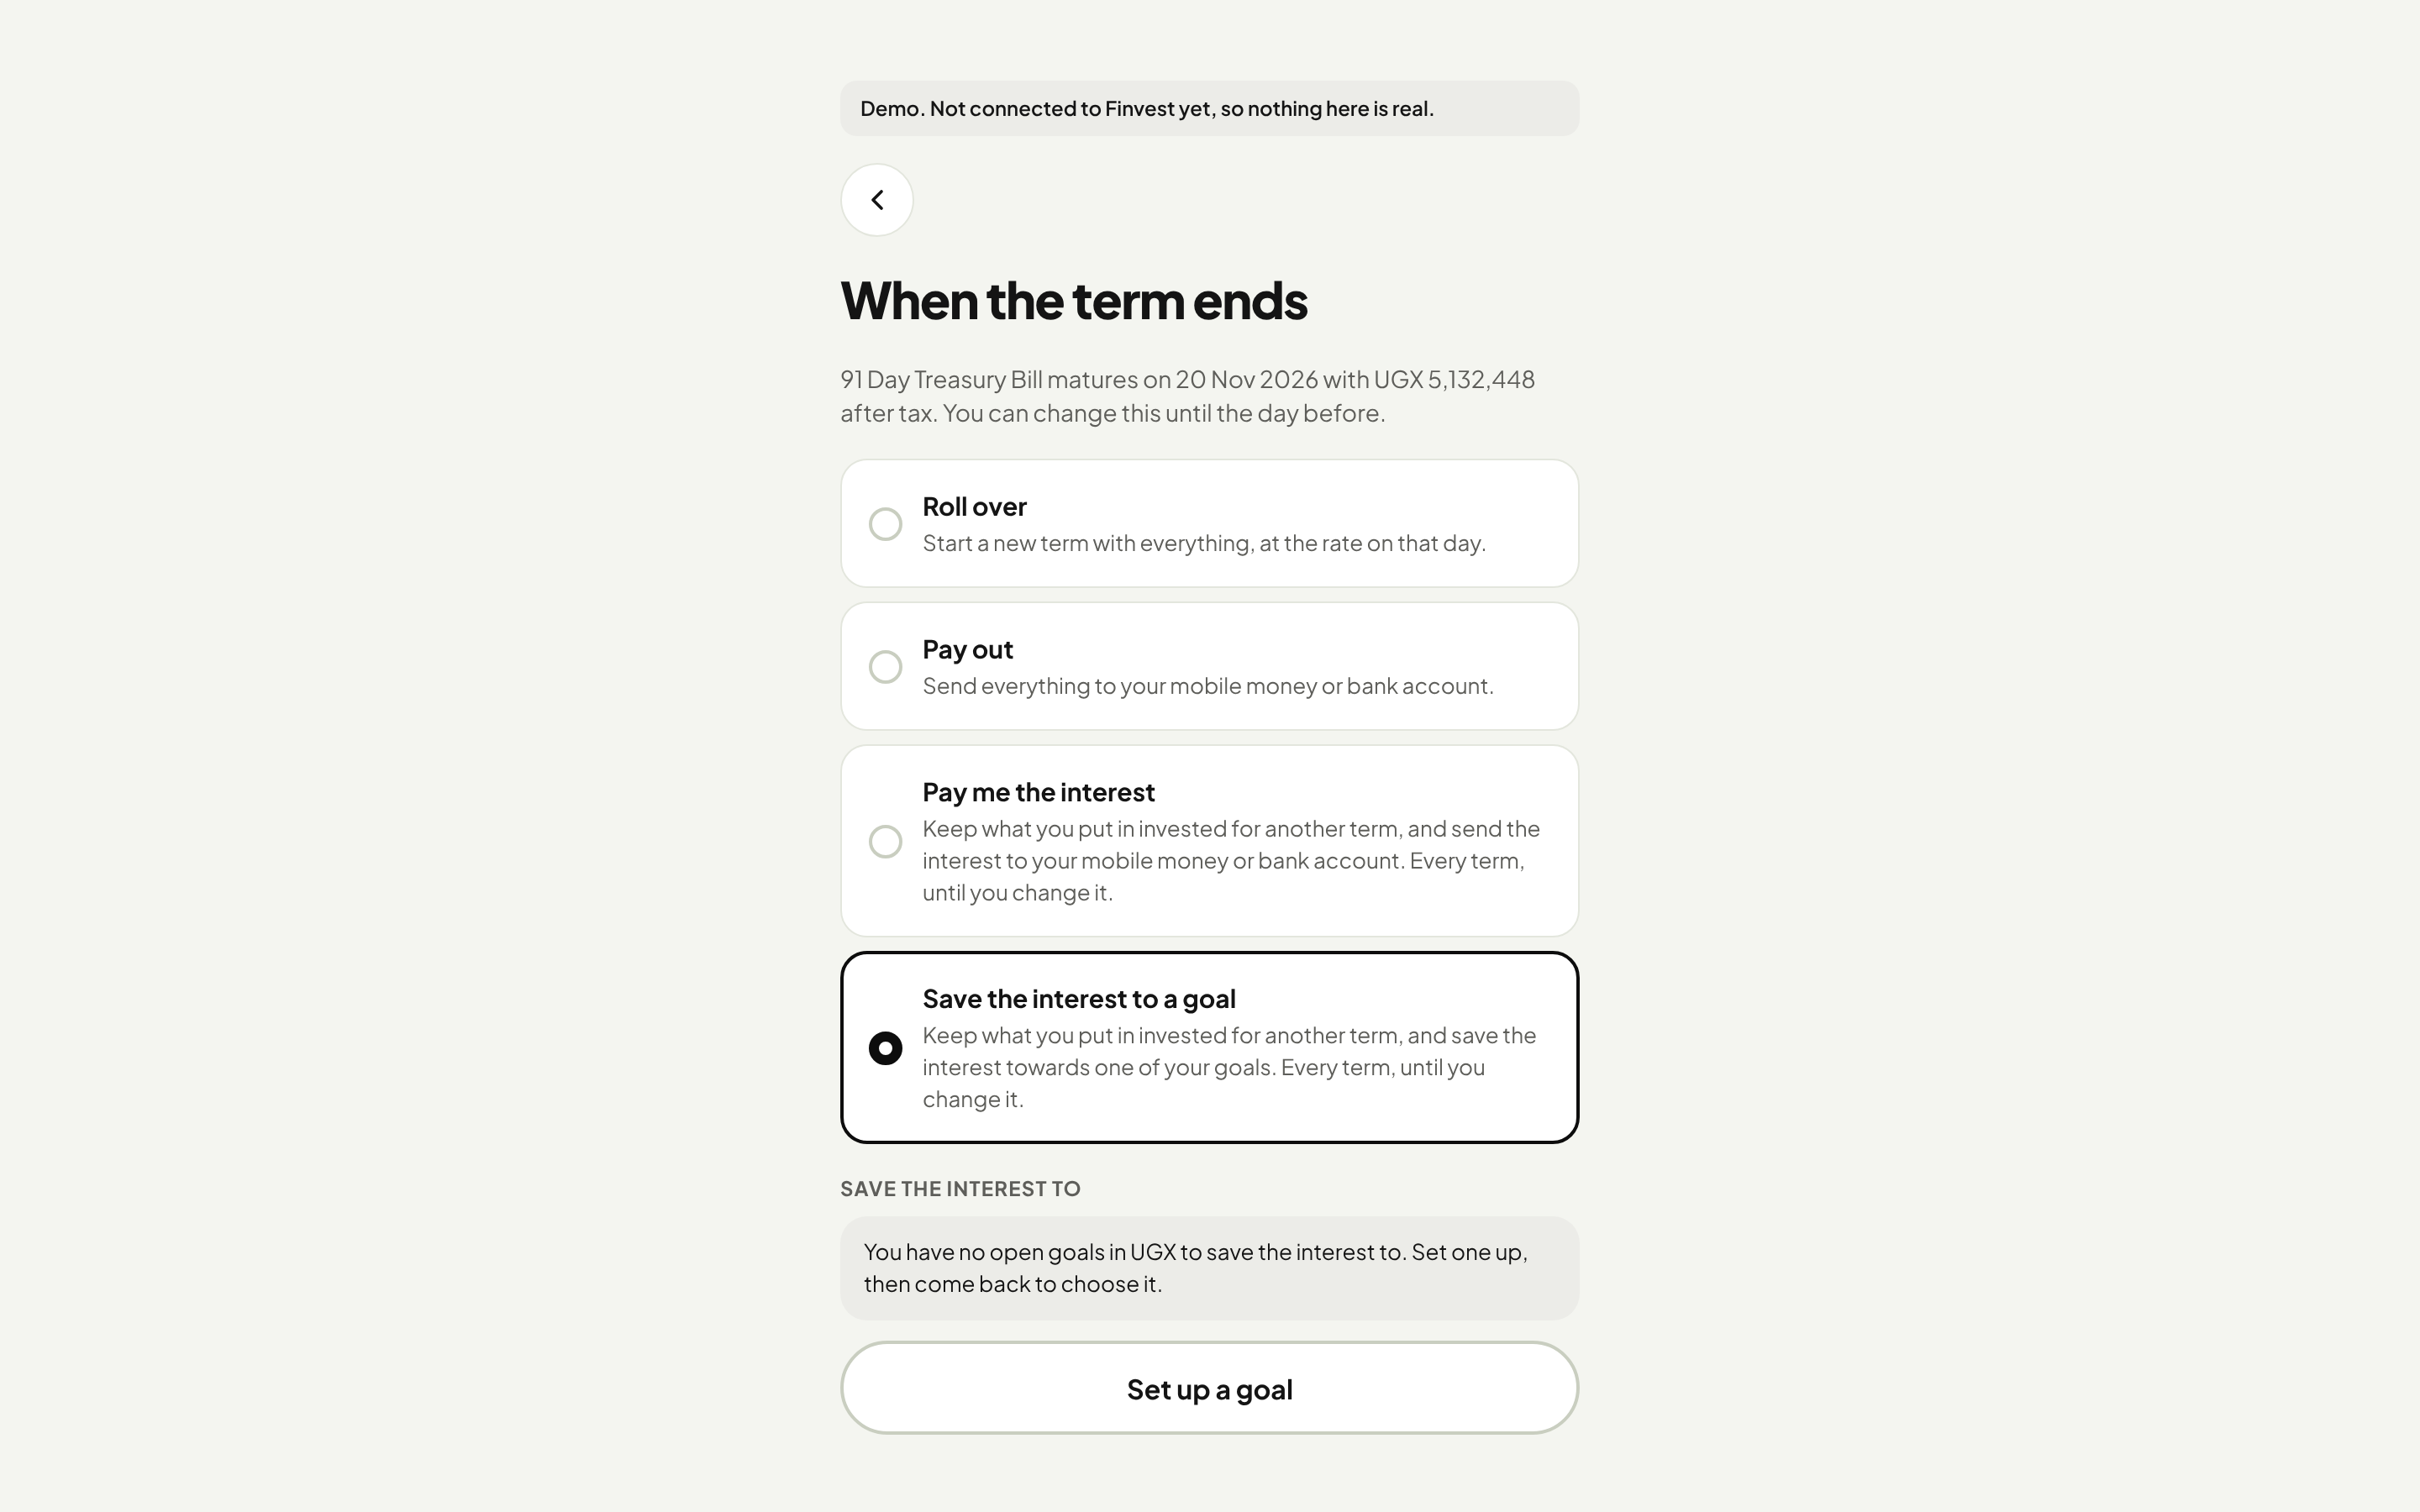 Demo. Not connected to Finvest yet, so nothing here is real.
When the term ends
91 Day Treasury Bill matures on 20 Nov 2026 with UGX 5,132,448
after tax. You can change this until the day before.
Roll over
Start a new term with everything, at the rate on that day.
Pay out
Send everything to your mobile money or bank account.
Pay me the interest
Keep what you put in invested for another term, and send the
interest to your mobile money or bank account. Every term,
until you change it.
Save the interest to a goal
Keep what you put in invested for another term, and save the
interest towards one of your goals. Every term, until you
change it.
SAVE THE INTEREST TO
You have no open goals in UGX to save the interest to. Set one up,
then come back to choose it.
Set up a goal